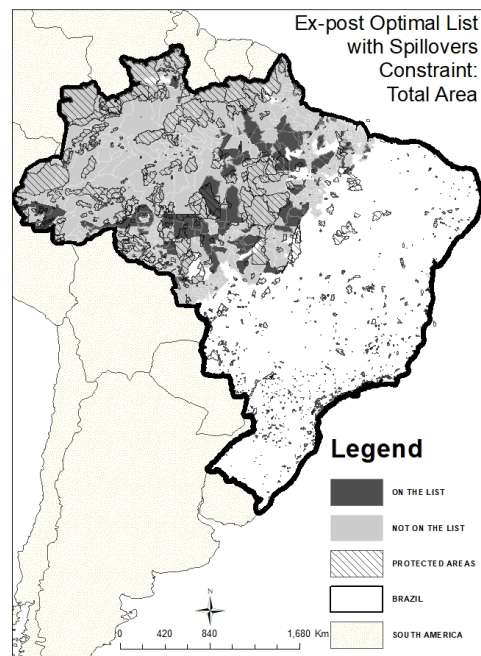 Ex-post Optimal List
with Spillovers
Constraint:
Total Area
Legend
ON THE LIST
NOT ON THE LIST
PROTECTED AREAS
BRAZIL
SOUTH AMERICA
N
0 420 840 1,680 Km